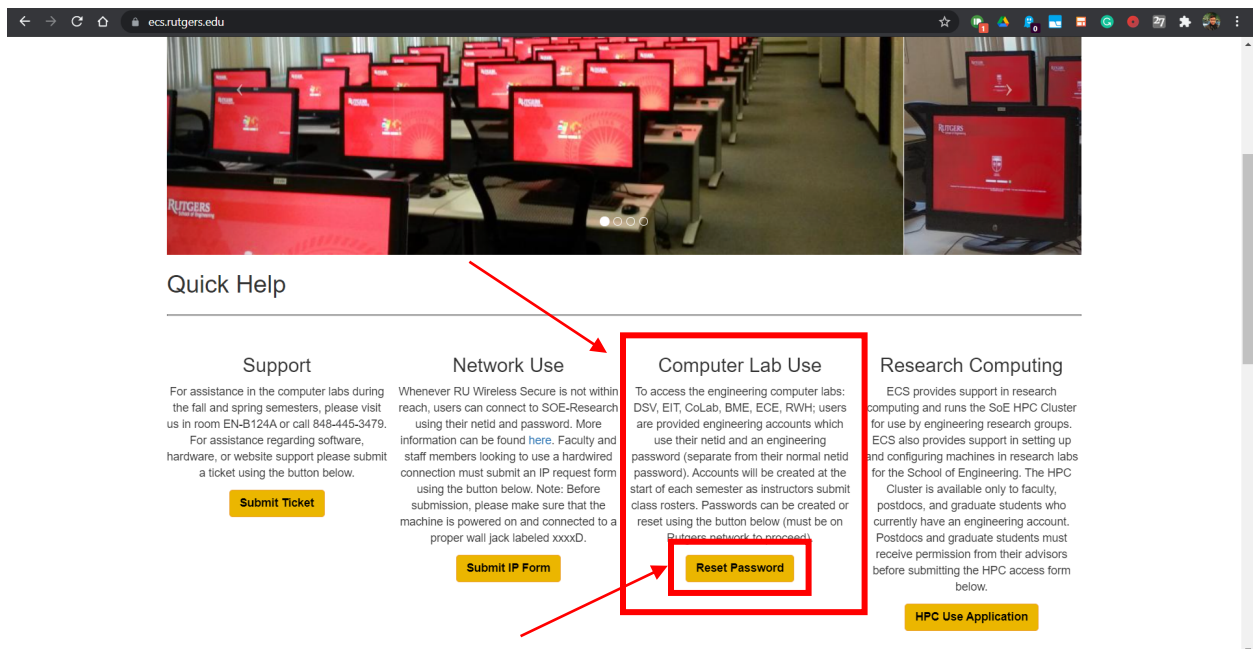 ecs.rutgers.edu
RUTGERS
RUTGERS
RUTGERS
School of Engineering
RUTGERS
Quick Help
Support
For assistance in the computer labs during
the fall and spring semesters, please visit
us in room EN-B124A or call 848-445-3479.
For assistance regarding software,
hardware, or website support please submit
a ticket using the button below.
Submit Ticket
Network Use
Whenever RU Wireless Secure is not within
reach, users can connect to SOE-Research
using their netid and password. More
information can be found here. Faculty and
staff members looking to use a hardwired
connection must submit an IP request form
using the button below. Note: Before
submission, please make sure that the
machine is powered on and connected to a
proper wall jack labeled xxxxD.
Submit IP Form
Computer Lab Use
To access the engineering computer labs:
DSV, EIT, CoLab, BME, ECE, RWH; users
are provided engineering accounts which
use their netid and an engineering
password (separate from their normal netid
password). Accounts will be created at the
start of each semester as instructors submit
class rosters. Passwords can be created or
reset using the button below (must be on
Rutgers network to proceed)
Reset Password
Research Computing
ECS provides support in research
computing and runs the SoE HPC Cluster
for use by engineering research groups.
ECS also provides support in setting up
and configuring machines in research labs
for the School of Engineering. The HPC
Cluster is available only to faculty,
postdocs, and graduate students who
currently have an engineering account.
Postdocs and graduate students must
receive permission from their advisors
before submitting the HPC access form
below.
HPC Use Application